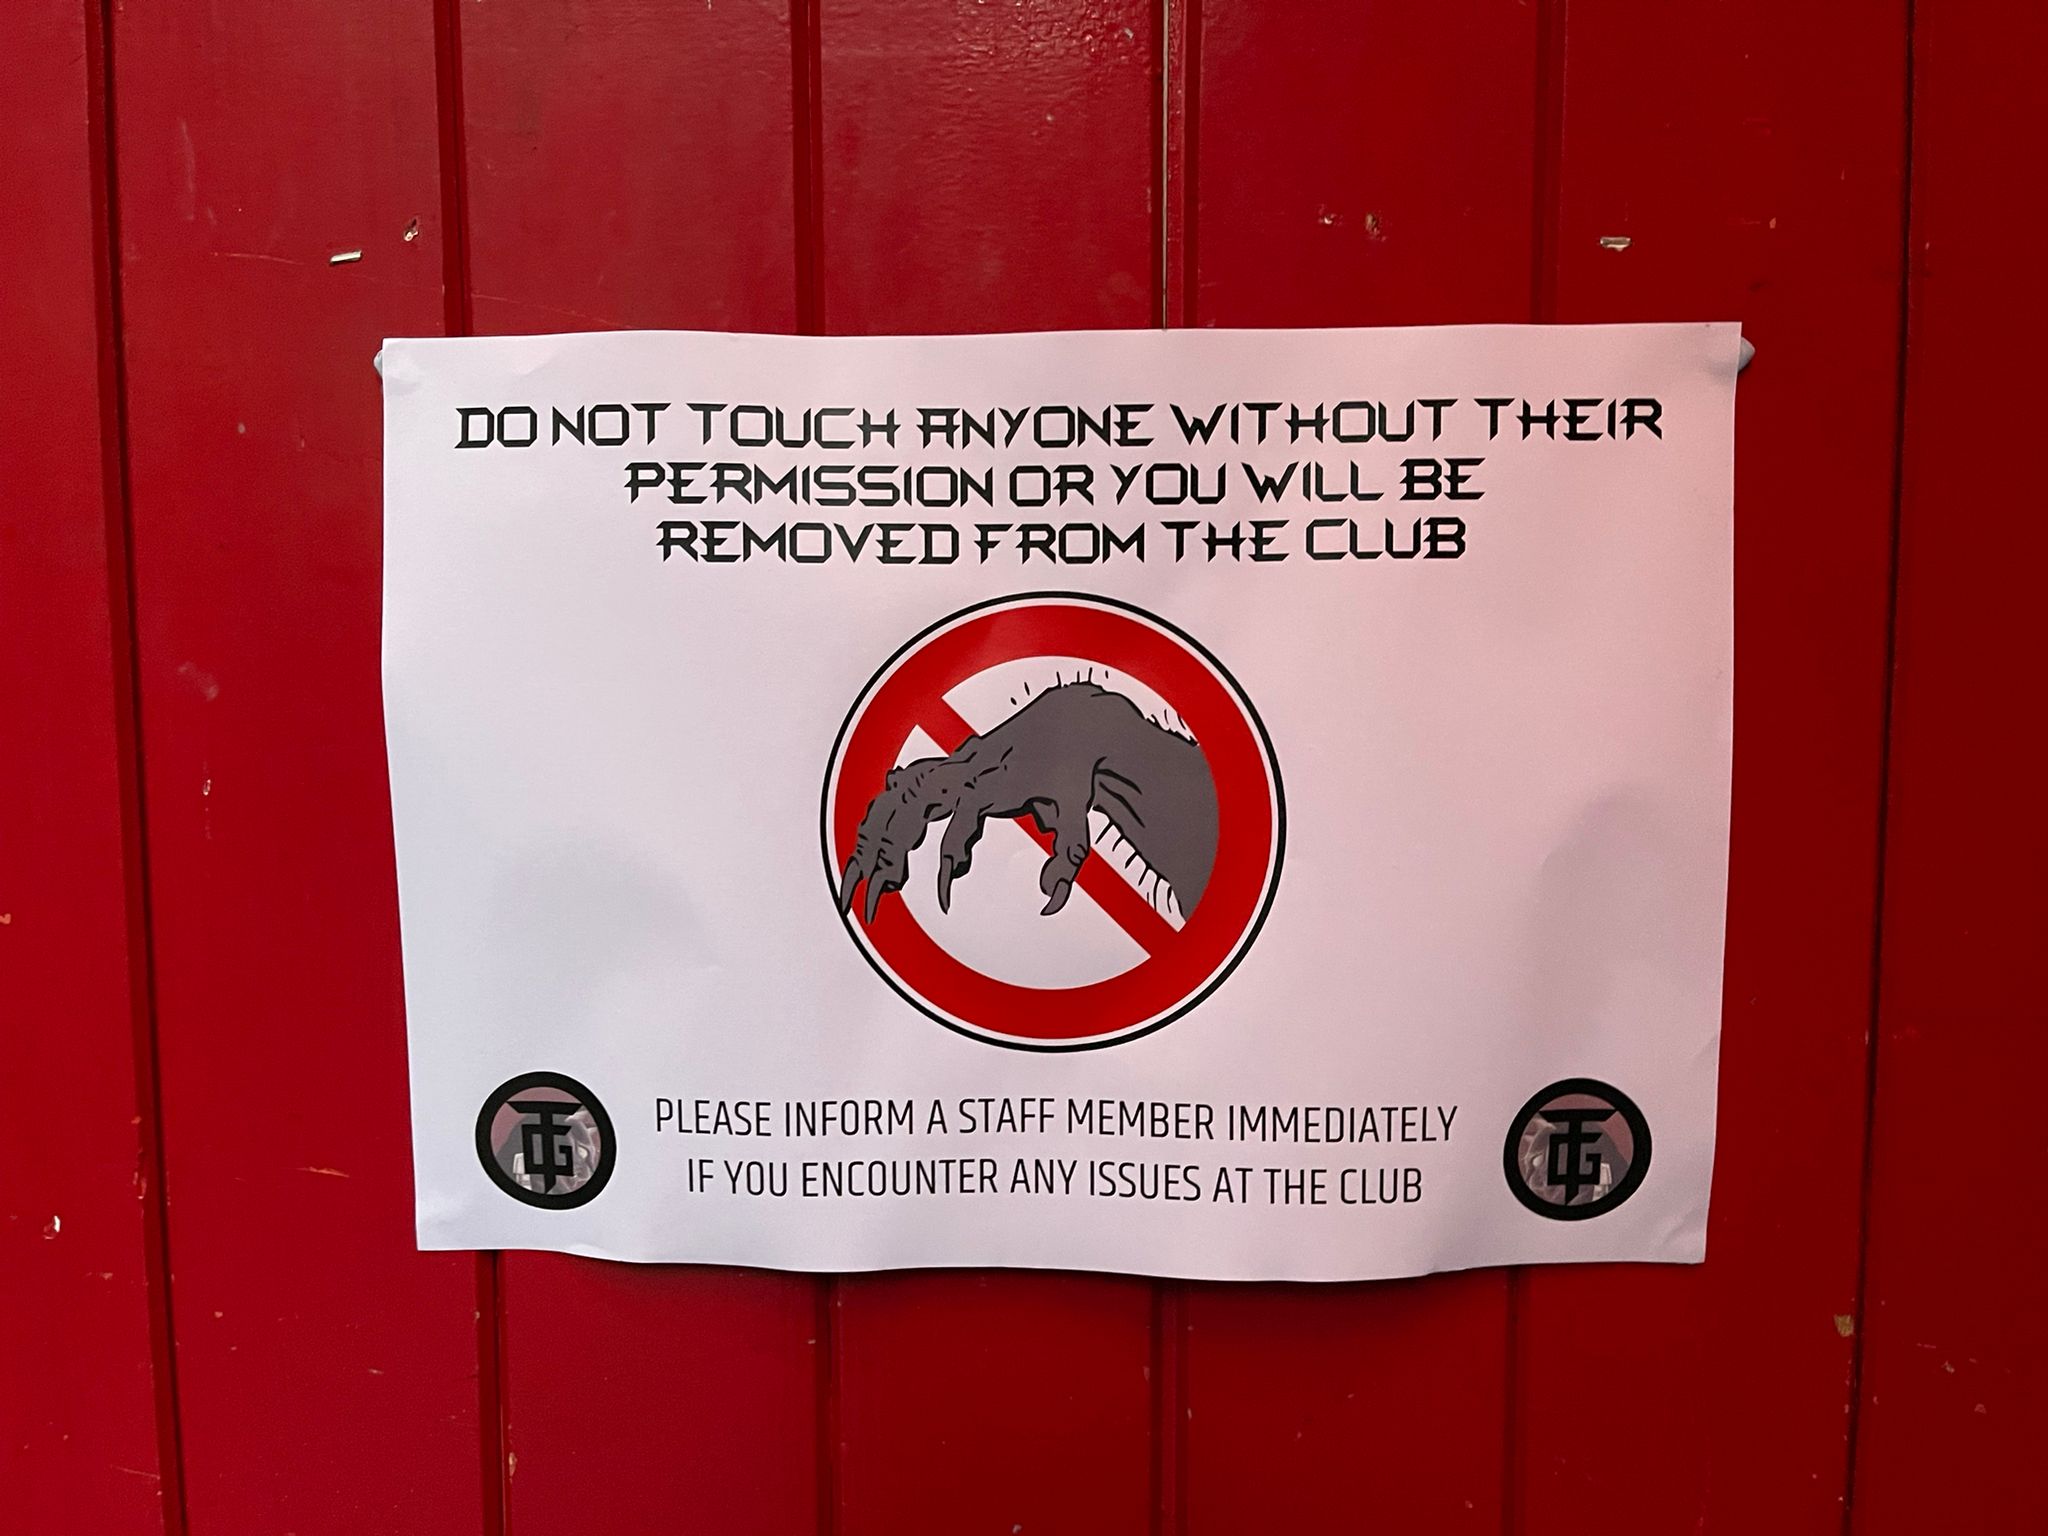 DO NOT TOUCH ANYONE WITHOUT THEIR
PERMISSION OR YOU WILL BE
REMOVED FROM THE CLUB
PLEASE INFORM A STAFF MEMBER IMMEDIATELY
IF YOU ENCOUNTER ANY ISSUES AT THE CLUB